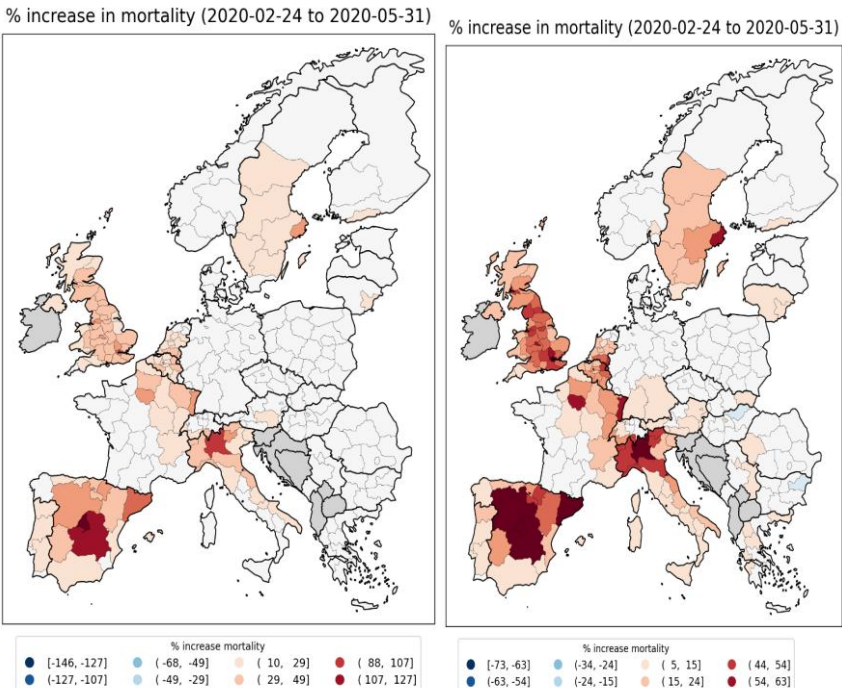 % increase in mortality (2020-02-24 to 2020-05-31)
% increase in mortality (2020-02-24 to 2020-05-31)
% increase mortality
[-146, -127] ( -68, -49] ( 10, 29] ( 88, 107]
(-127, -107] ( -49, -29] ( 29, 49] ( 107, 127]
% increase mortality
[-73, -63] (-34, -24] ( 5, 15] ( 44, 54]
(-63, -54] (-24, -15] ( 15, 24] ( 54, 63]